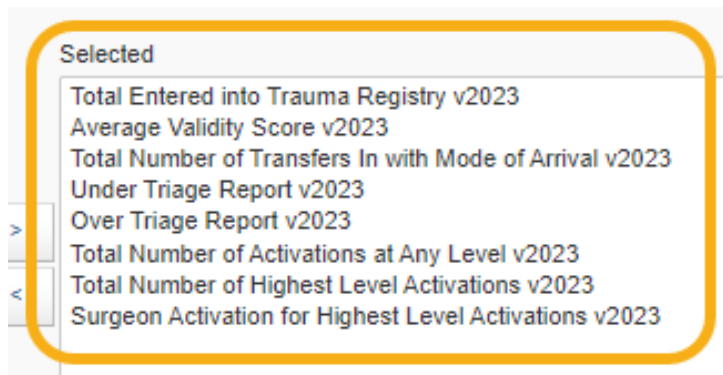 Selected
Total Entered into Trauma Registry v2023
Average Validity Score v2023
Total Number of Transfers In with Mode of Arrival v2023
Under Triage Report v2023
>
Over Triage Report v2023
Total Number of Activations at Any Level v2023
<
Total Number of Highest Level Activations v2023
Surgeon Activation for Highest Level Activations v2023